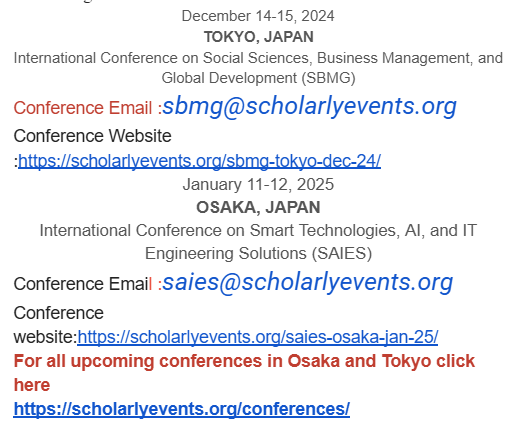 December 14-15, 2024
TOKYO, JAPAN
International Conference on Social Sciences, Business Management, and
Global Development (SBMG)
Conference Email :sbmg@scholarlyevents.org
Conference Website
:https://scholarlyevents.org/sbmg-tokyo-dec-24/
January 11-12, 2025
OSAKA, JAPAN
International Conference on Smart Technologies, AI, and IT
Engineering Solutions (SAIES)
Conference Email :saies@scholarlyevents.org
Conference
website:https://scholarlyevents.org/saies-osaka-jan-25/
For all upcoming conferences in Osaka and Tokyo click
here
https://scholarlyevents.org/conferences/